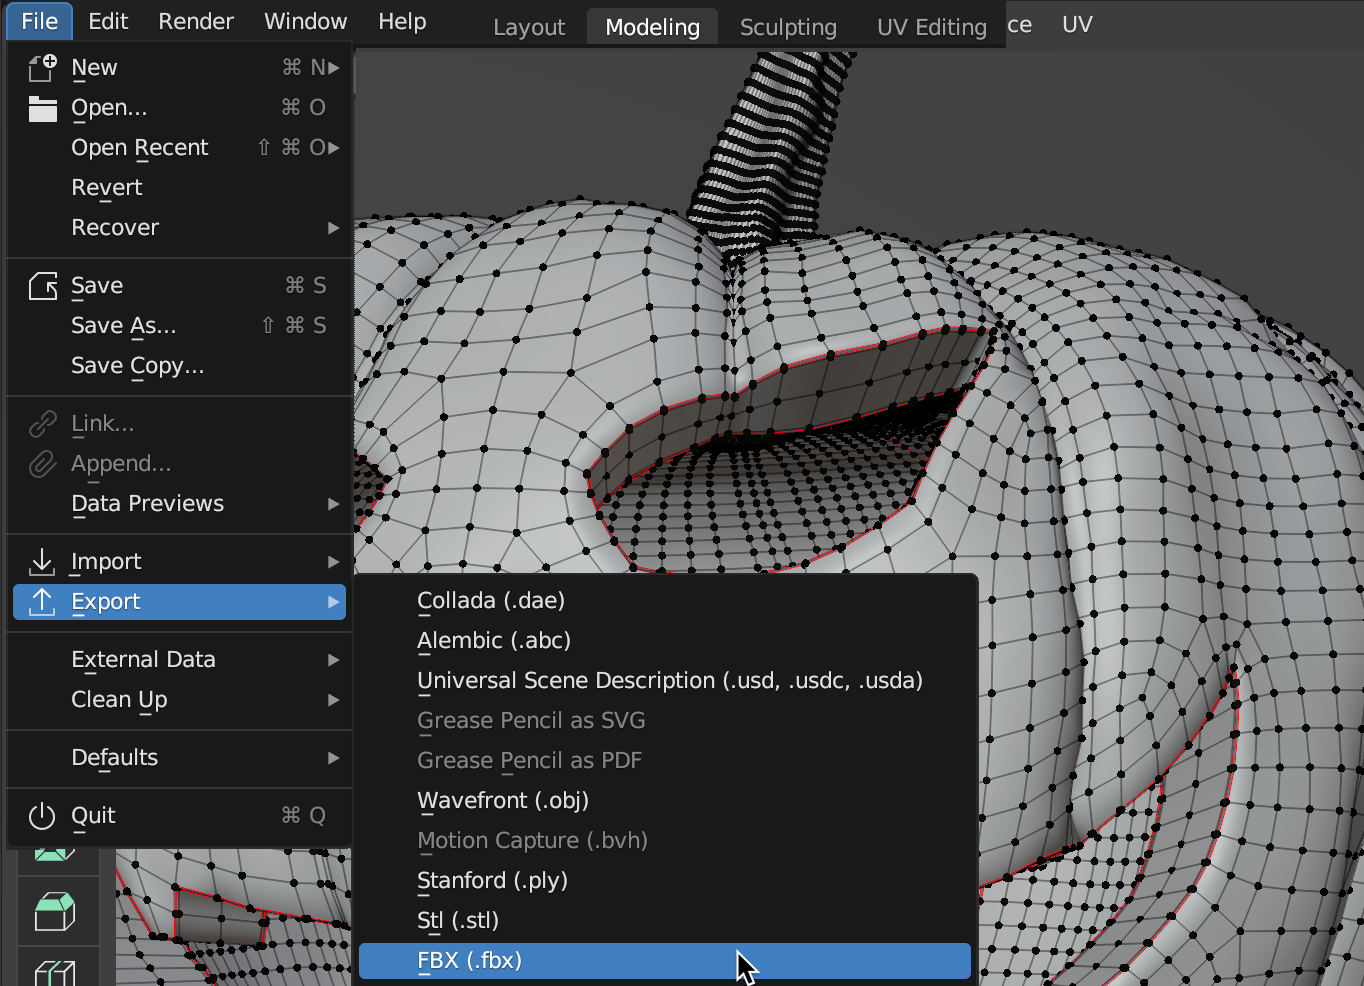 File Edit Render Window Help Layout Modeling Sculpting UV Editing ce UV
New ⌘ N
Open... ⌘ O
Open Recent ⇧ ⌘ O
Revert
Recover
Save ⌘ S
Save As... ⇧ ⌘ S
Save Copy...
Link...
Append...
Data Previews
Import
Export
External Data
Clean Up
Defaults
Quit ⌘ Q
Collada (.dae)
Alembic (.abc)
Universal Scene Description (.usd, .usdc, .usda)
Grease Pencil as SVG
Grease Pencil as PDF
Wavefront (.obj)
Motion Capture (.bvh)
Stanford (.ply)
Stl (.stl)
FBX (.fbx)